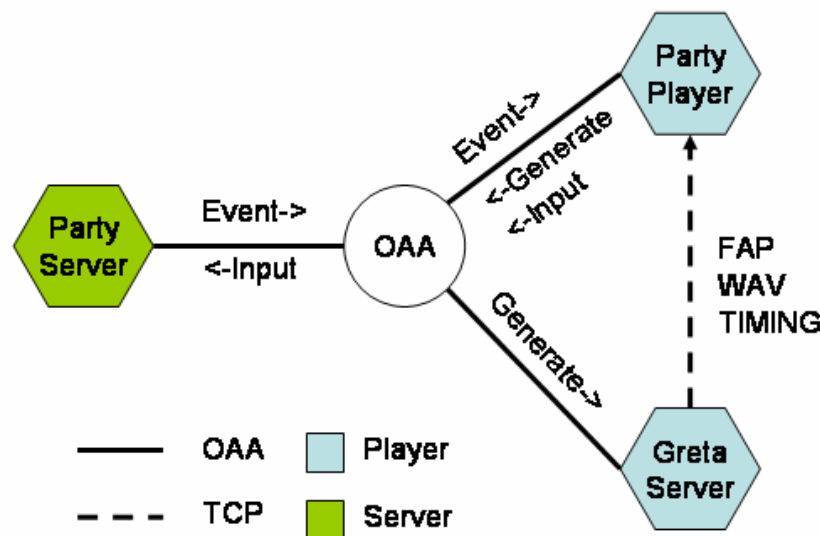 Party
Player
Event->
<-Generate
<-Input
Event->
Party
Server
OAA
<-Input
FAP
WAV
TIMING
Generate->
Greta
Server
OAA
Player
TCP
Server